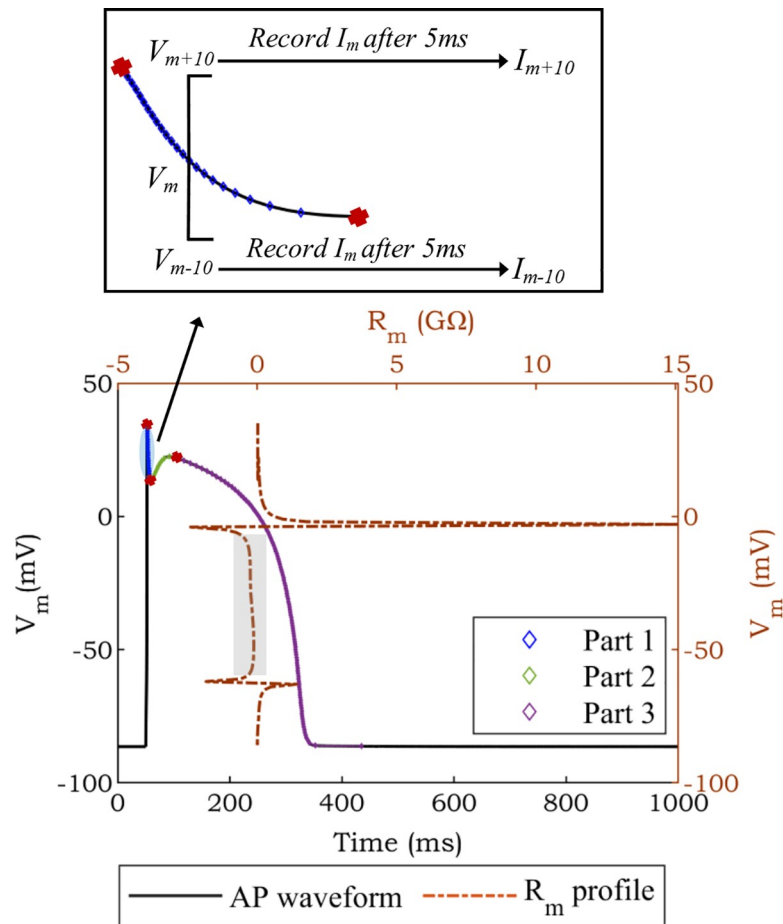 V_{m+10} Record I_m after 5ms I_{m+10}
V_m
V_{m-10} Record I_m after 5ms I_{m-10}
R_m (GΩ)
-5 0 5 10 15
50 50
0 0
-50 -50
-100 -100
V_m (mV)
V_m (mV)
Part 1
Part 2
Part 3
0 200 400 600 800 1000
Time (ms)
AP waveform R_m profile